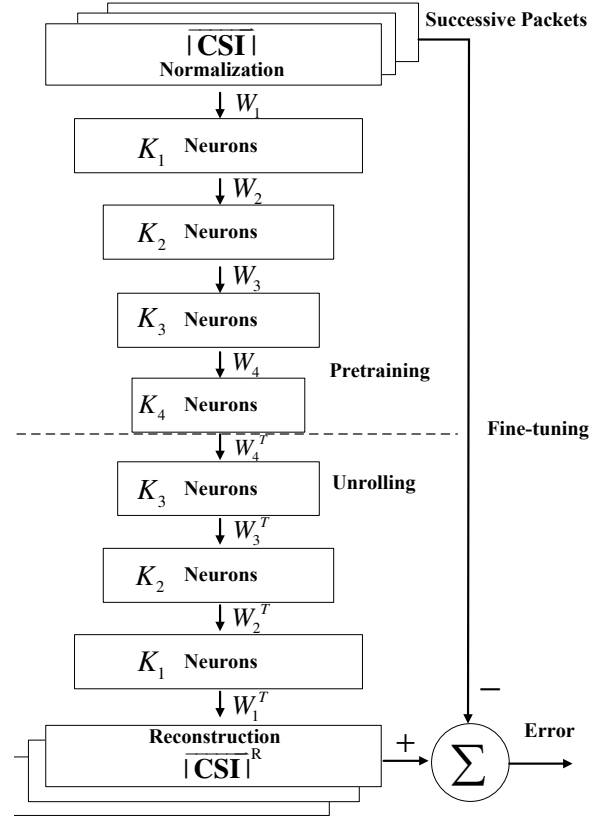 Successive Packets
|CSI|
Normalization
W₁
K₁ Neurons
W₂
K₂ Neurons
W₃
K₃ Neurons
W₄
Pretraining
K₄ Neurons
Fine-tuning
W₄ᵀ
Unrolling
K₃ Neurons
W₃ᵀ
K₂ Neurons
W₂ᵀ
K₁ Neurons
W₁ᵀ
−
Reconstruction
|CSI|ᴿ
+
Σ
Error